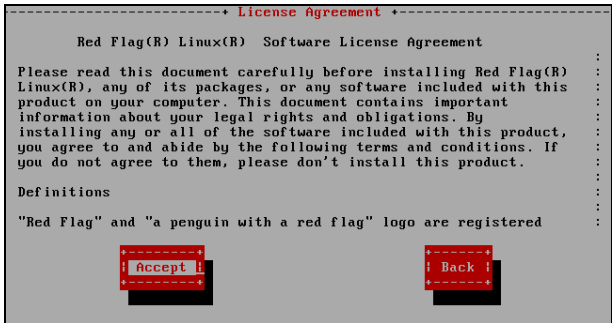 License Agreement
Red Flag(R) Linux(R)  Software License Agreement
Please read this document carefully before installing Red Flag(R)
Linux(R), any of its packages, or any software included with this
product on your computer. This document contains important
information about your legal rights and obligations. By
installing any or all of the software included with this product,
you agree to and abide by the following terms and conditions. If
you do not agree to them, please don't install this product.
Definitions
"Red Flag" and "a penguin with a red flag" logo are registered
Accept
Back